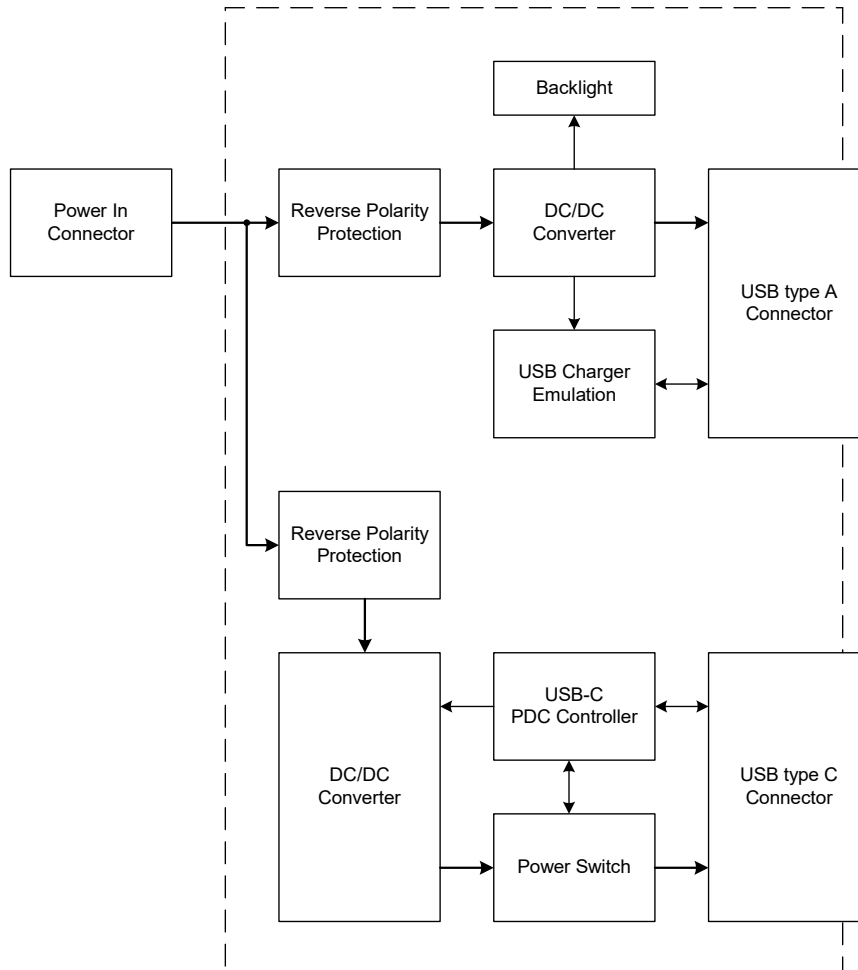 Backlight
Power In
Connector
Reverse Polarity
Protection
DC/DC
Converter
USB type A
Connector
USB Charger
Emulation
Reverse Polarity
Protection
DC/DC
Converter
USB-C
PDC Controller
USB type C
Connector
Power Switch